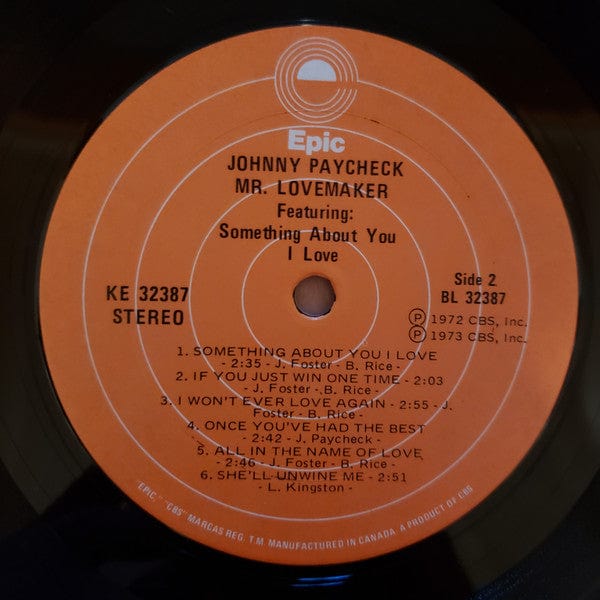 Epic
JOHNNY PAYCHECK
MR. LOVEMAKER
Featuring:
Something About You
I Love
KE 32387
STEREO
Side 2
BL 32387
Ⓟ 1972 CBS, Inc.
Ⓟ 1973 CBS, Inc.
1. SOMETHING ABOUT YOU I LOVE
- 2:35 - J. Foster - B. Rice -
2. IF YOU JUST WIN ONE TIME - 2:03
- J. Foster - B. Rice -
3. I WON'T EVER LOVE AGAIN - 2:55 - J.
Foster - B. Rice -
4. ONCE YOU'VE HAD THE BEST
- 2:42 - J. Paycheck -
5. ALL IN THE NAME OF LOVE
- 2:46 - J. Foster - B. Rice -
6. SHE'LL UNWINE ME - 2:51
- L. Kingston -
"EPIC," "CBS" MARCAS REG. T.M. MANUFACTURED IN CANADA. A PRODUCT OF CBS